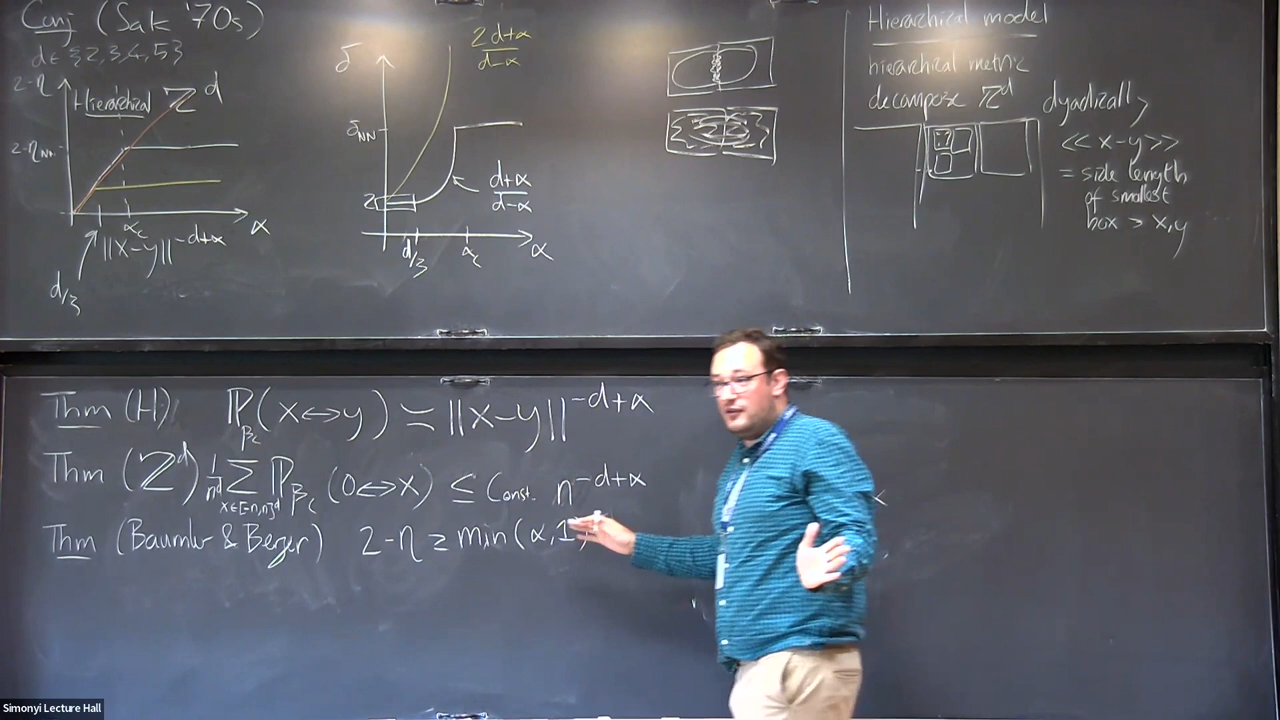 Conj (Sak '70s)
d∈{2,3,4,5}
2-η
Hierarchical
ℤ^d
2-η_NN
α_c
α
||x-y||^{-d+α}
d/3
δ
2d+α
d-α
δ_NN
d+α
d-α
2
d/3
α_c
α
Hierarchical model
hierarchical metric
decompose ℤ^d dyadically
<< x-y >>
= side length
of smallest
box ∋ x,y
Thm (H) ℙ_{β_c}(x↔y) ≍ ||x-y||^{-d+α}
Thm (ℤ^d) 1/n^d ∑_{x∈[-n,n]^d} ℙ_{β_c}(0↔x) ≤ Const. n^{-d+α}
Thm (Baumler & Berger) 2-η ≥ min(α,1)
Simonyi Lecture Hall